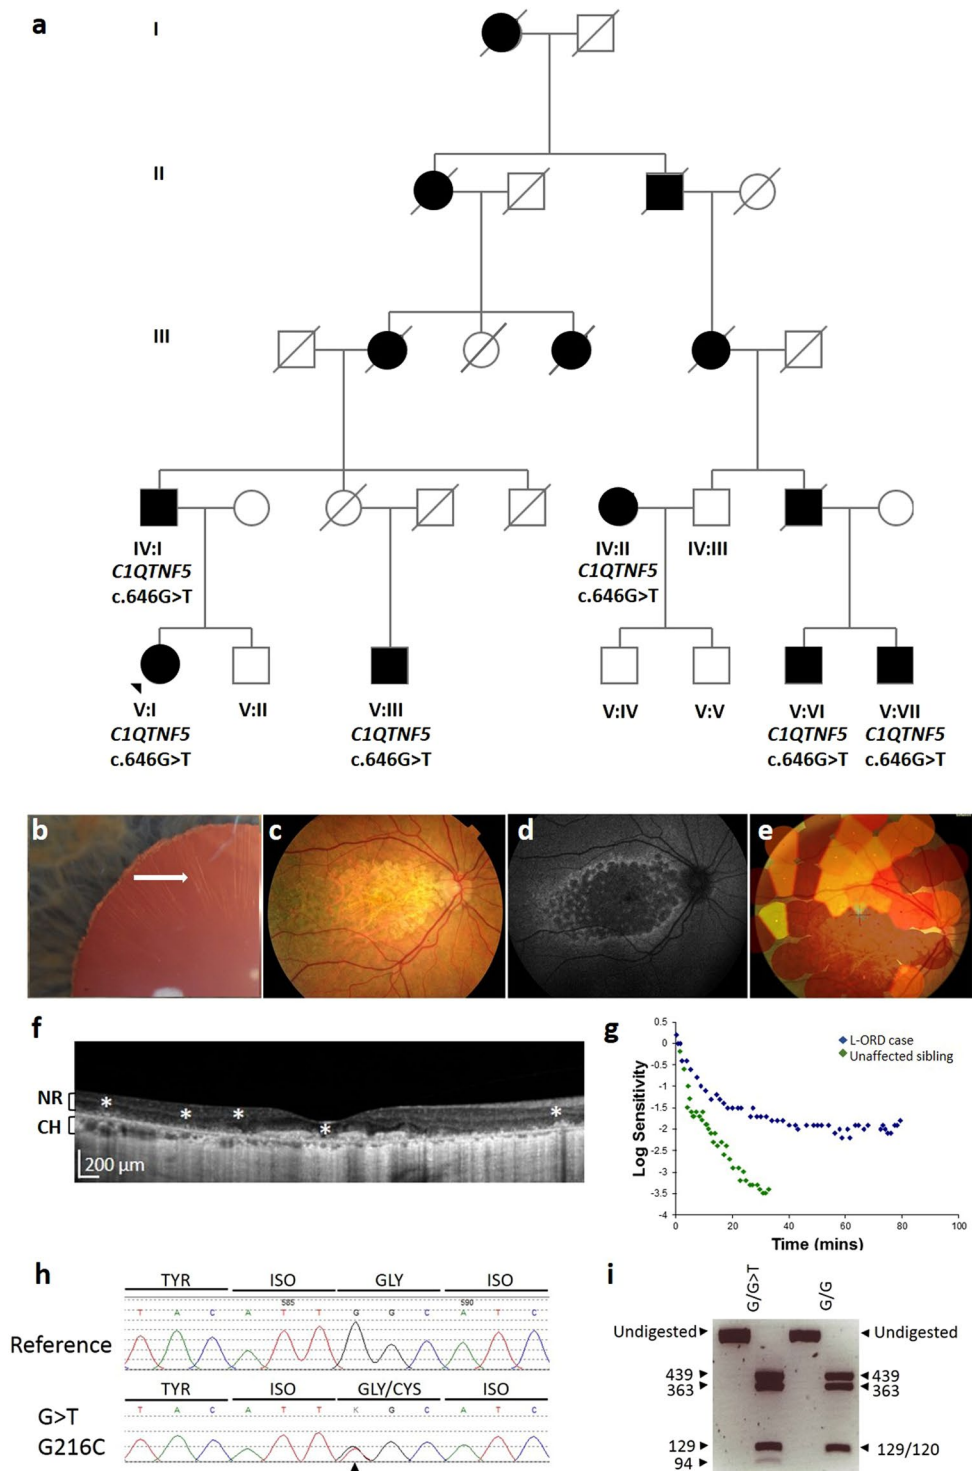 a
I
II
III
IV:I
C1QTNF5
c.646G>T
IV:II
C1QTNF5
c.646G>T
IV:III
V:I
C1QTNF5
c.646G>T
V:II
V:III
C1QTNF5
c.646G>T
V:IV
V:V
V:VI
C1QTNF5
c.646G>T
V:VII
C1QTNF5
c.646G>T
b
c
d
e
f
NR
CH
200 µm
g
0.5
0
-0.5
-1
-1.5
-2
-2.5
-3
-3.5
-4
0 20 40 60 80 100
Log Sensitivity
Time (mins)
L-ORD case
Unaffected sibling
h
TYR ISO GLY ISO
585 590
T A C A T T G G C A T C
Reference
TYR ISO GLY/CYS ISO
G>T
T A C A T T K G C A T C
G216C
i
G/G>T
G/G
Undigested
Undigested
439
439
363
363
129
129/120
94